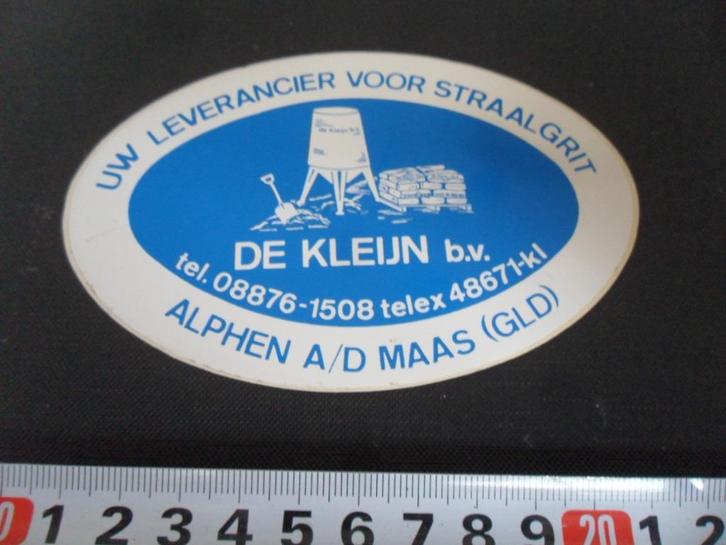 UW LEVERANCIER VOOR STRAALGRIT
de Kleijn b.v.
DE KLEIJN b.v.
tel. 08876-1508 telex 48671-kl
ALPHEN A/D MAAS (GLD)
1 2 3 4 5 6 7 8 9 20 1 2